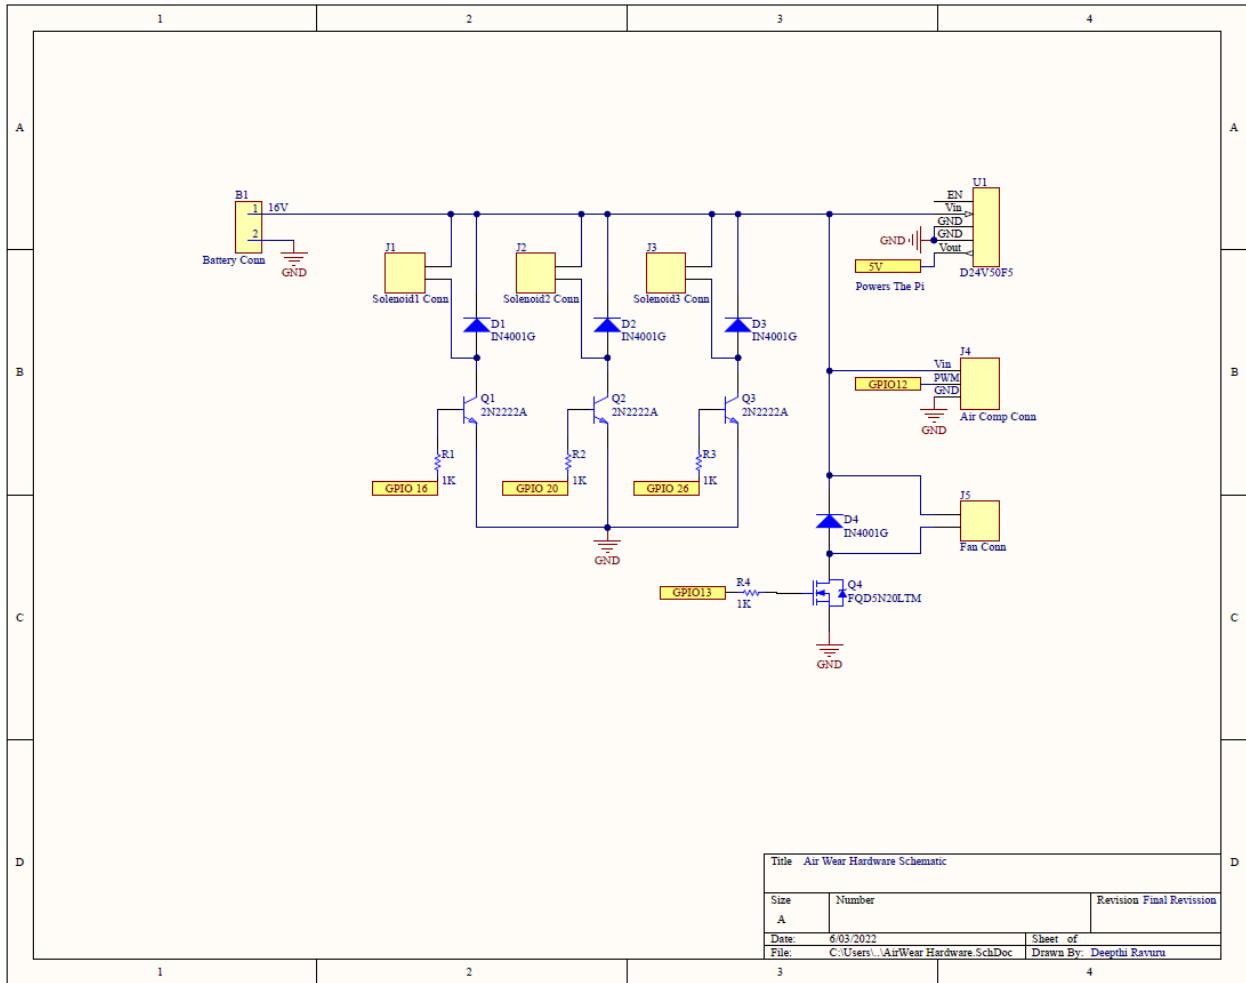 1 2 3 4
A A
U1
B1 EN
1 16V Vin
GND
2 GND GND
J1 J2 J3 Vout
Battery Conn 5V D24V50F5
GND
Powers The Pi
Solenoid1 Conn Solenoid2 Conn Solenoid3 Conn
D1 D2 D3
IN4001G IN4001G IN4001G
J4
Vin
B B
GPIO12 PWM
GND
Q1 Q2 Q3
2N2222A 2N2222A 2N2222A Air Comp Conn
GND
R1 R2 R3
1K 1K 1K
GPIO 16 GPIO 20 GPIO 26
J5
D4
IN4001G
Fan Conn
GND
R4 Q4
GPIO13
1K FQD5N20LTM
C C
GND
Title Air Wear Hardware Schematic
D D
Size Number Revision Final Revission
A
Date: 6/03/2022 Sheet of
File: C:\Users\..\AirWear Hardware.SchDoc Drawn By: Deepthi Ravuru
1 2 3 4